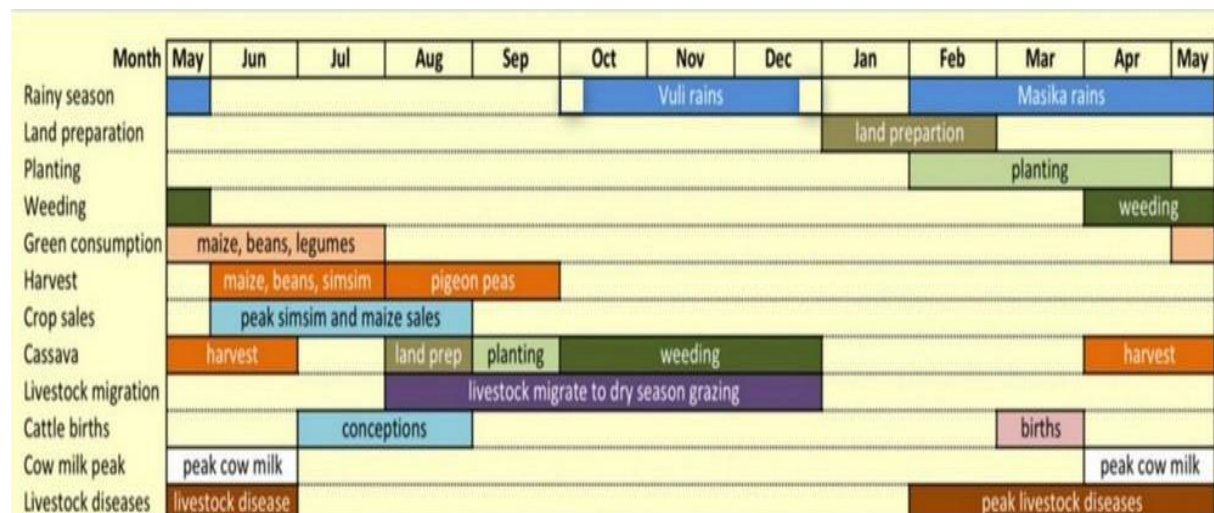 Month May Jun Jul Aug Sep Oct Nov Dec Jan Feb Mar Apr May
Rainy season Vuli rains Masika rains
Land preparation land prepartion
Planting planting
Weeding weeding
Green consumption maize, beans, legumes
Harvest maize, beans, simsim pigeon peas
Crop sales peak simsim and maize sales
Cassava harvest land prep planting weeding harvest
Livestock migration livestock migrate to dry season grazing
Cattle births conceptions births
Cow milk peak peak cow milk peak cow milk
Livestock diseases livestock disease peak livestock diseases